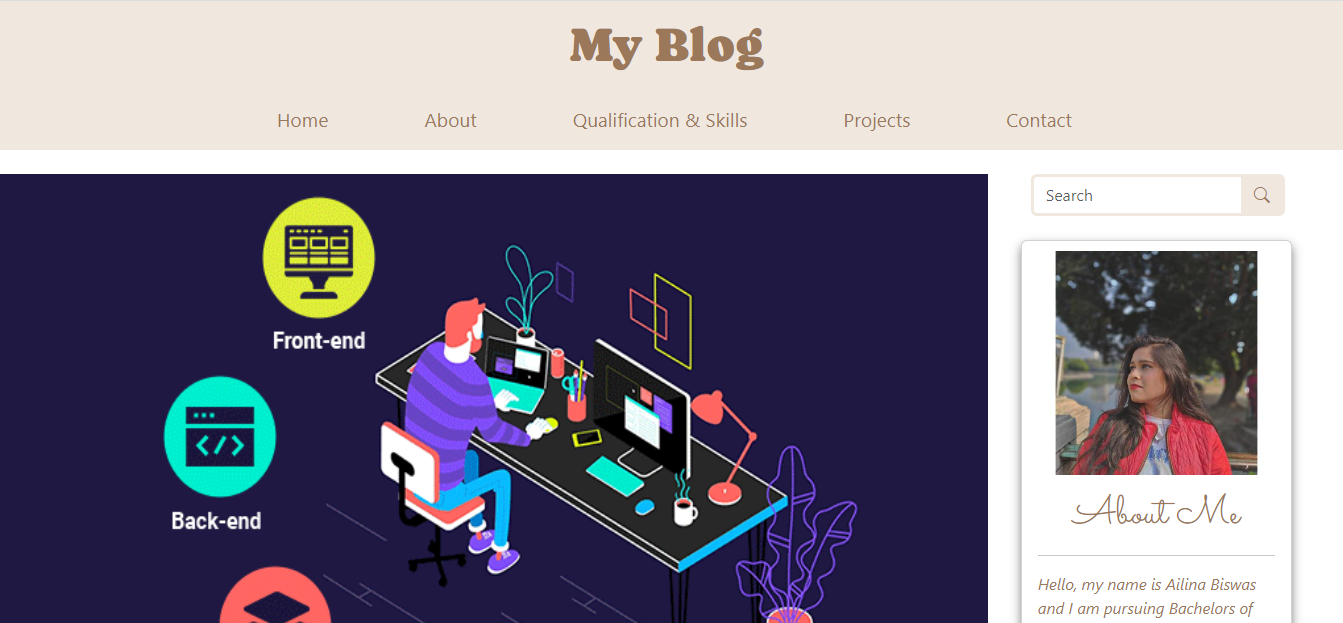 My Blog
Home About Qualification & Skills Projects Contact
Search
Front-end
Back-end
About Me
Hello, my name is Ailina Biswas
and I am pursuing Bachelors of